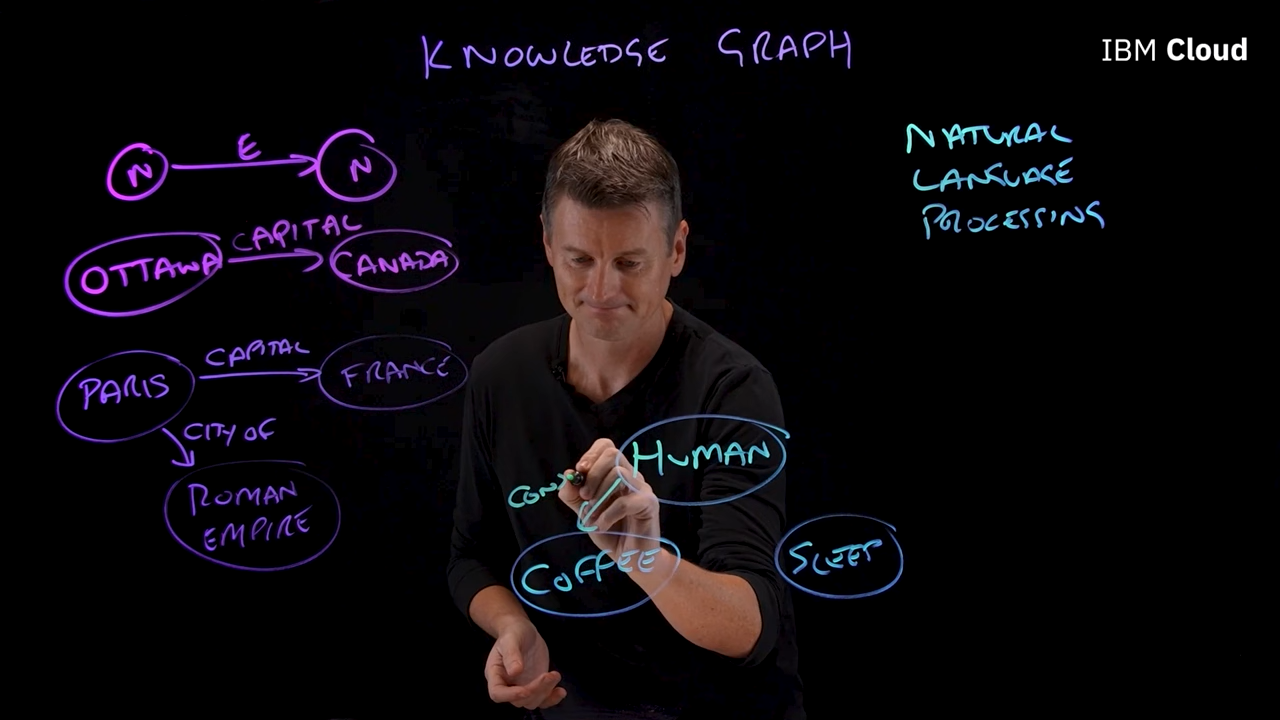 KNOWLEDGE GRAPH
IBM Cloud
N E N
OTTAWA CAPITAL CANADA
PARIS CAPITAL FRANCE
CITY OF
ROMAN
EMPIRE
NATURAL
LANGUAGE
PROCESSING
HUMAN
CONS
COFFEE
SLEEP